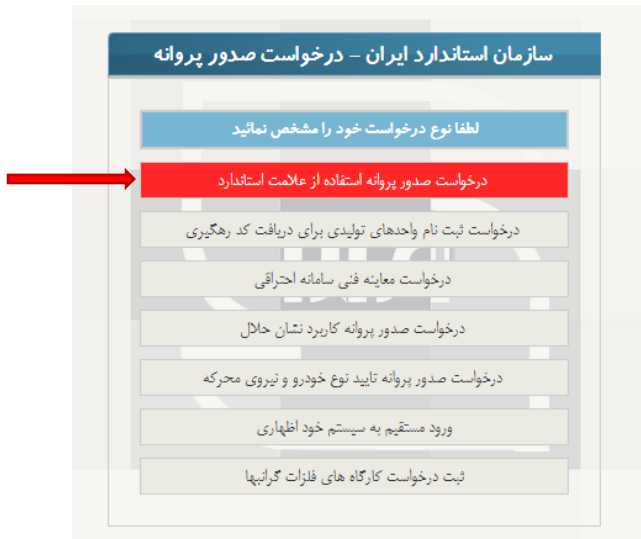 سازمان استاندارد ایران - درخواست صدور پروانه
لطفا نوع درخواست خود را مشخص نمائید
درخواست صدور پروانه استفاده از علامت استاندارد
درخواست ثبت نام واحدهای تولیدی برای دریافت کد رهگیری
درخواست معاینه فنی سامانه احتراقی
درخواست صدور پروانه کاربرد نشان حلال
درخواست صدور پروانه تایید نوع خودرو و نیروی محرکه
ورود مستقیم به سیستم خود اظهاری
ثبت درخواست کارگاه های فلزات گرانبها